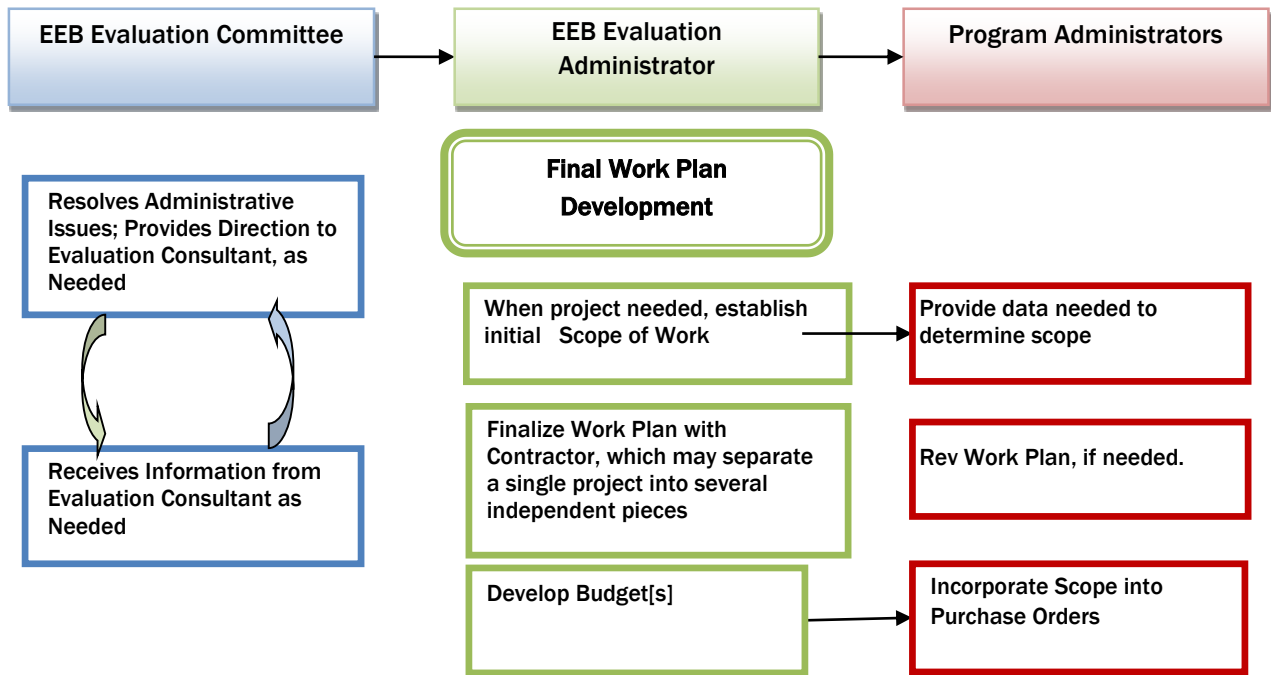 EEB Evaluation Committee
EEB Evaluation
Administrator
Program Administrators
Final Work Plan
Development
Resolves Administrative
Issues; Provides Direction to
Evaluation Consultant, as
Needed
Receives Information from
Evaluation Consultant as
Needed
When project needed, establish
initial Scope of Work
Provide data needed to
determine scope
Finalize Work Plan with
Contractor, which may separate
a single project into several
independent pieces
Rev Work Plan, if needed.
Develop Budget[s]
Incorporate Scope into
Purchase Orders